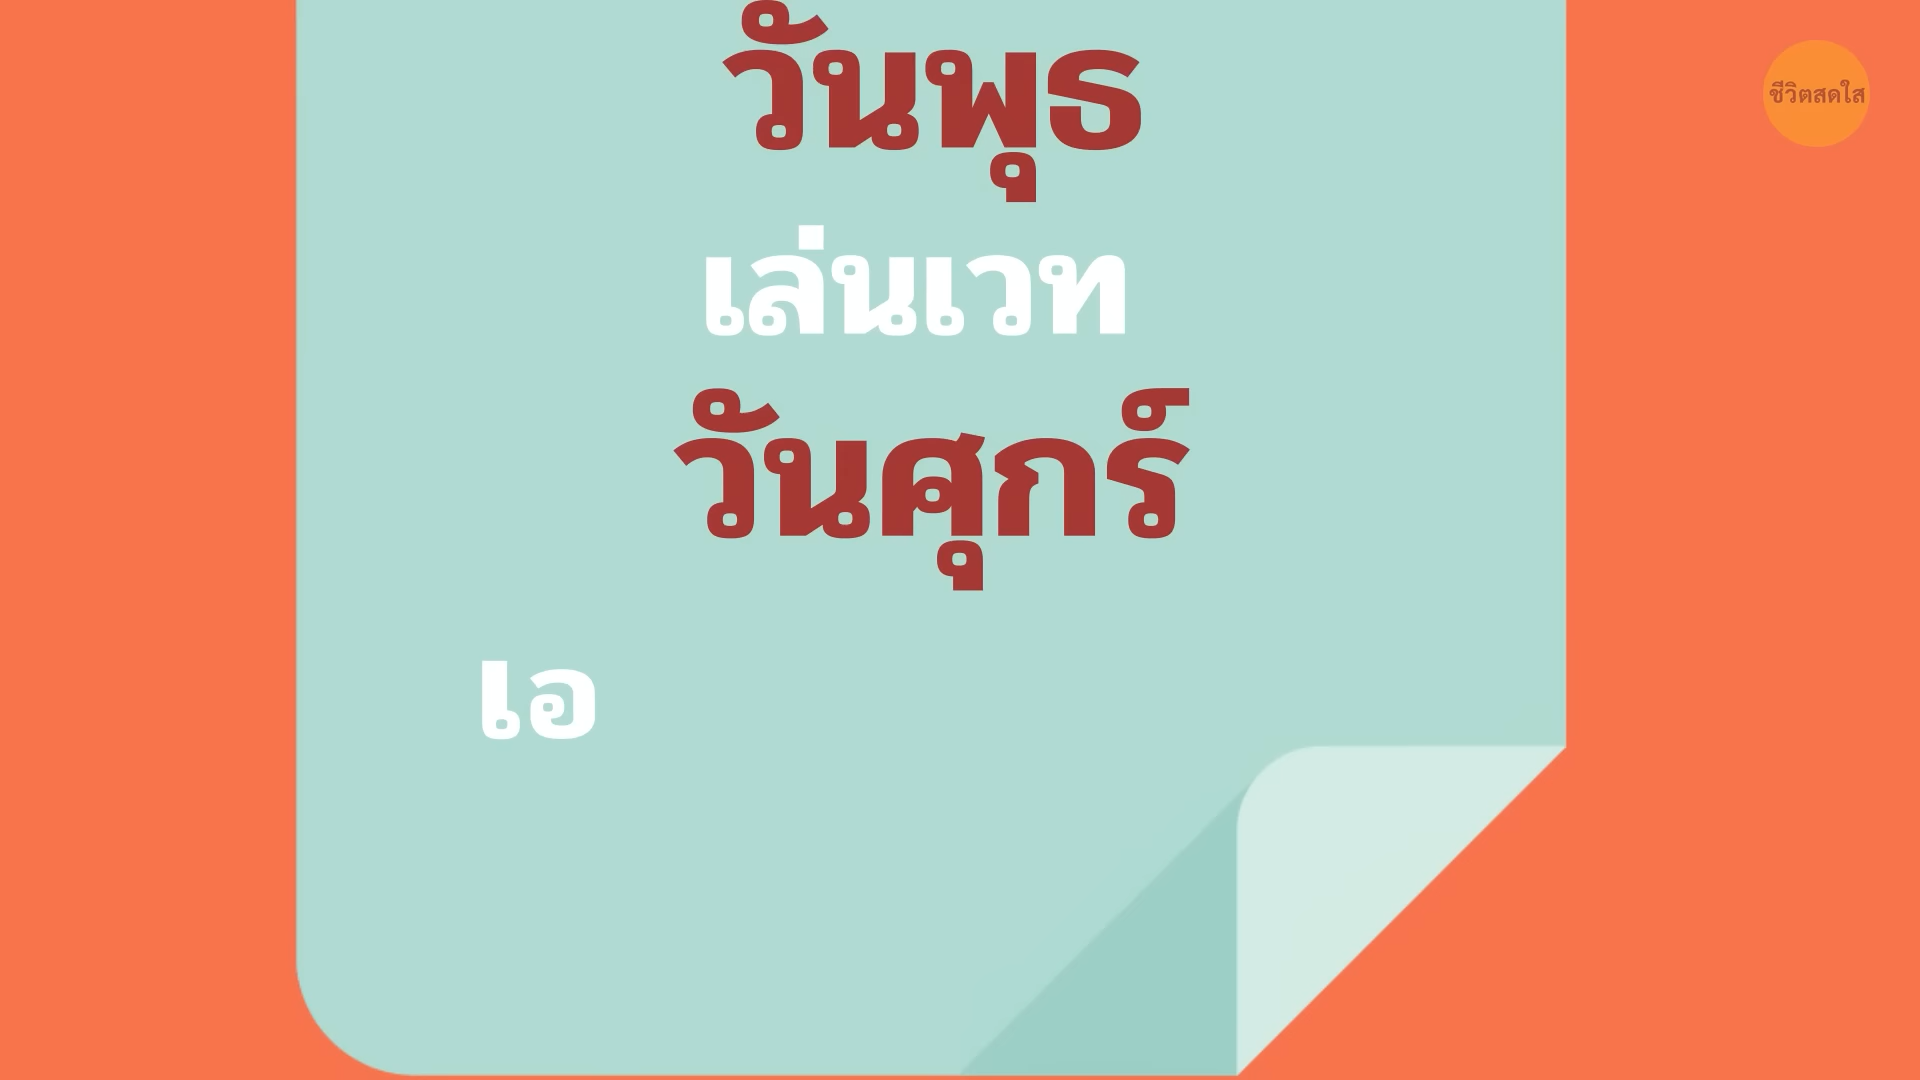 วันพุธ
เล่นเวท
วันศุกร์
เอ
ชีวิตสดใส